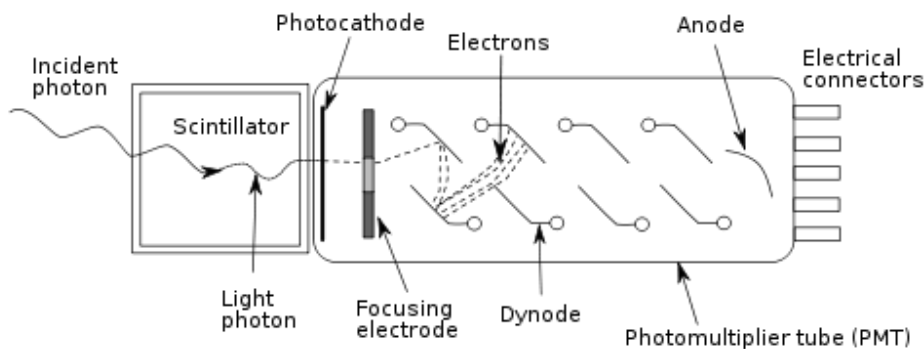 Photocathode
Incident
photon
Scintillator
Electrons
Anode
Electrical
connectors
Light
photon
Focusing
electrode
Dynode
Photomultiplier tube (PMT)